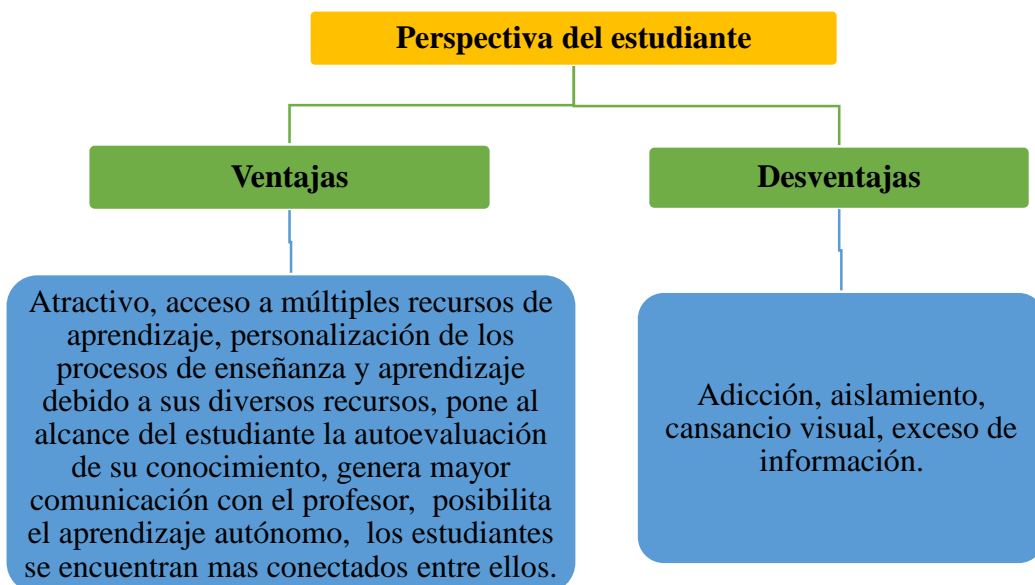 Perspectiva del estudiante
Ventajas
Atractivo, acceso a múltiples recursos de
aprendizaje, personalización de los
procesos de enseñanza y aprendizaje
debido a sus diversos recursos, pone al
alcance del estudiante la autoevaluación
de su conocimiento, genera mayor
comunicación con el profesor, posibilita
el aprendizaje autónomo, los estudiantes
se encuentran mas conectados entre ellos.
Desventajas
Adicción, aislamiento,
cansancio visual, exceso de
información.